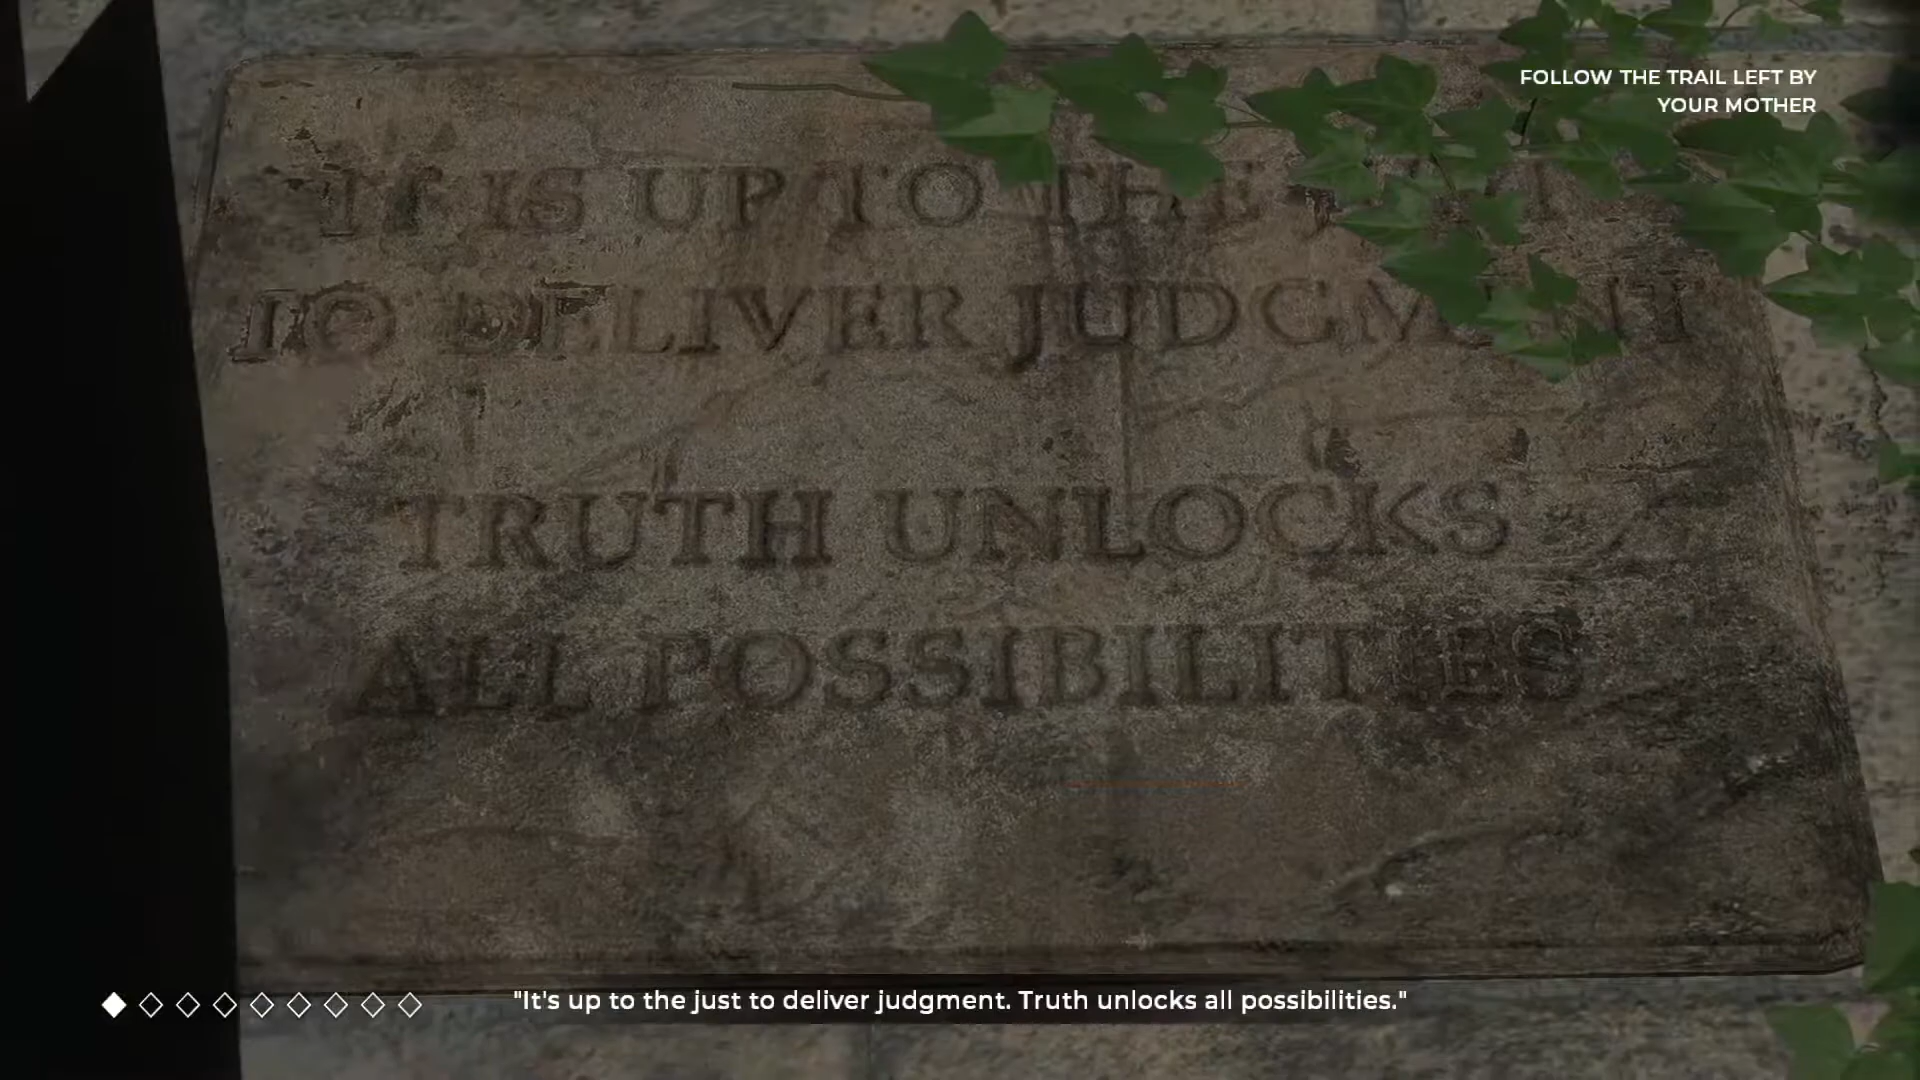 FOLLOW THE TRAIL LEFT BY
YOUR MOTHER
IT IS UP TO THE
TO DELIVER JUDGMENT
TRUTH UNLOCKS
ALL POSSIBILITIES
"It's up to the just to deliver judgment. Truth unlocks all possibilities."